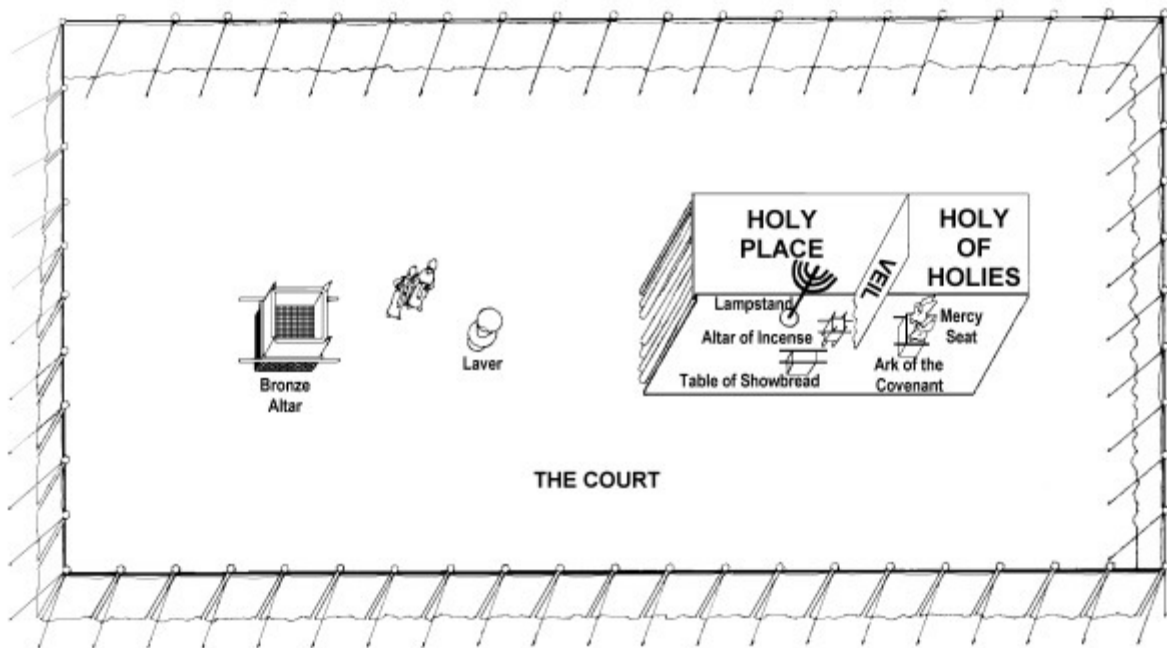 HOLY
PLACE
HOLY
OF
HOLIES
VEIL
Lampstand
Altar of Incense
Table of Showbread
Mercy
Seat
Ark of the
Covenant
Laver
Bronze
Altar
THE COURT